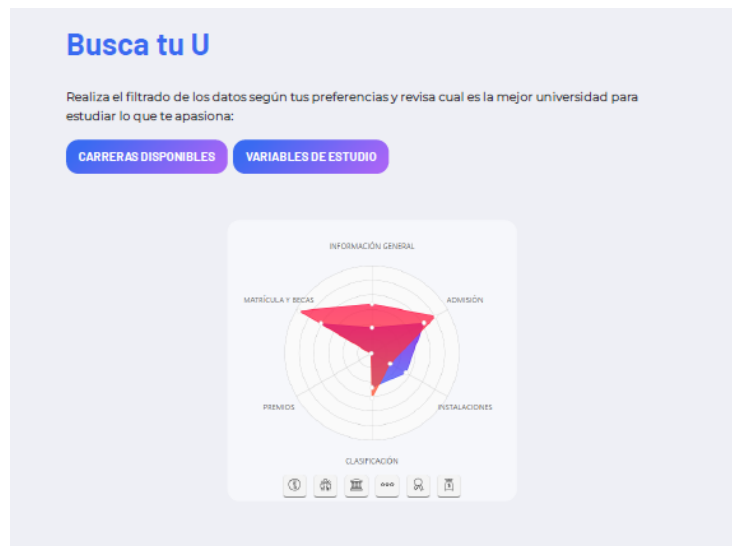 Busca tu U
Realiza el filtrado de los datos según tus preferencias y revisa cual es la mejor universidad para
estudiar lo que te apasiona:
CARRERAS DISPONIBLES
VARIABLES DE ESTUDIO
INFORMACIÓN GENERAL
MATRÍCULA Y BECAS
ADMISIÓN
PREMIOS
INSTALACIONES
CLASIFICACIÓN